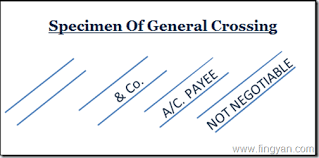 Specimen Of General Crossing
& Co.
A/C. PAYEE
NOT NEGOTIABLE
www.fingyan.com